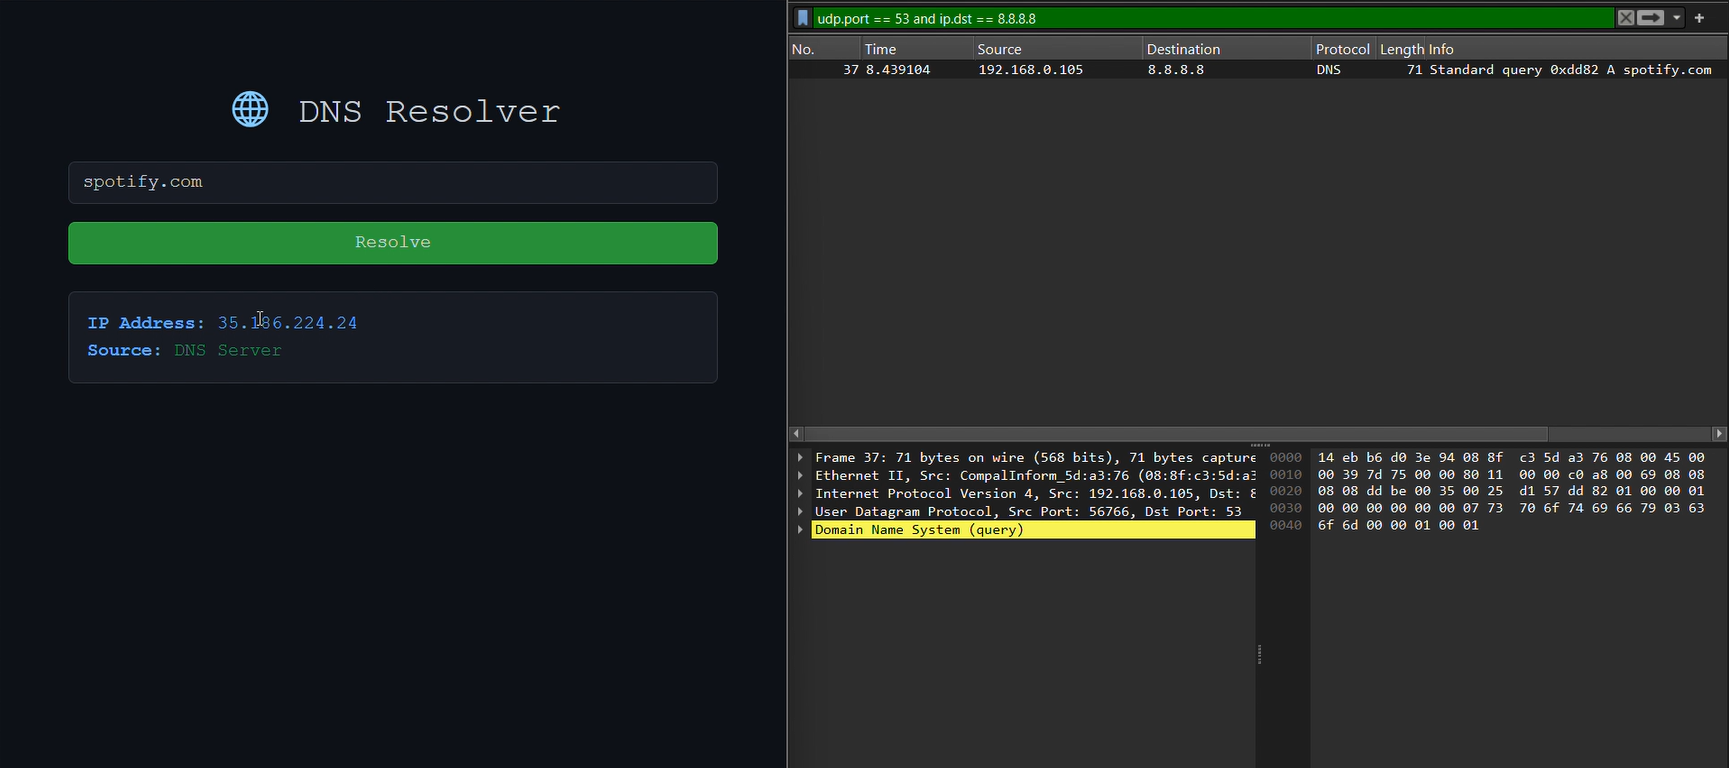 DNS Resolver
spotify.com
Resolve
IP Address: 35.186.224.24
Source: DNS Server
udp.port == 53 and ip.dst == 8.8.8.8
No. Time Source Destination Protocol Length Info
37 8.439104 192.168.0.105 8.8.8.8 DNS 71 Standard query 0xdd82 A spotify.com
Frame 37: 71 bytes on wire (568 bits), 71 bytes capture
Ethernet II, Src: CompalInform_5d:a3:76 (08:8f:c3:5d:a3
Internet Protocol Version 4, Src: 192.168.0.105, Dst: 8
User Datagram Protocol, Src Port: 56766, Dst Port: 53
Domain Name System (query)
0000 14 eb b6 d0 3e 94 08 8f c3 5d a3 76 08 00 45 00
0010 00 39 7d 75 00 00 80 11 00 00 c0 a8 00 69 08 08
0020 08 08 dd be 00 35 00 25 d1 57 dd 82 01 00 00 01
0030 00 00 00 00 00 00 07 73 70 6f 74 69 66 79 03 63
0040 6f 6d 00 00 01 00 01